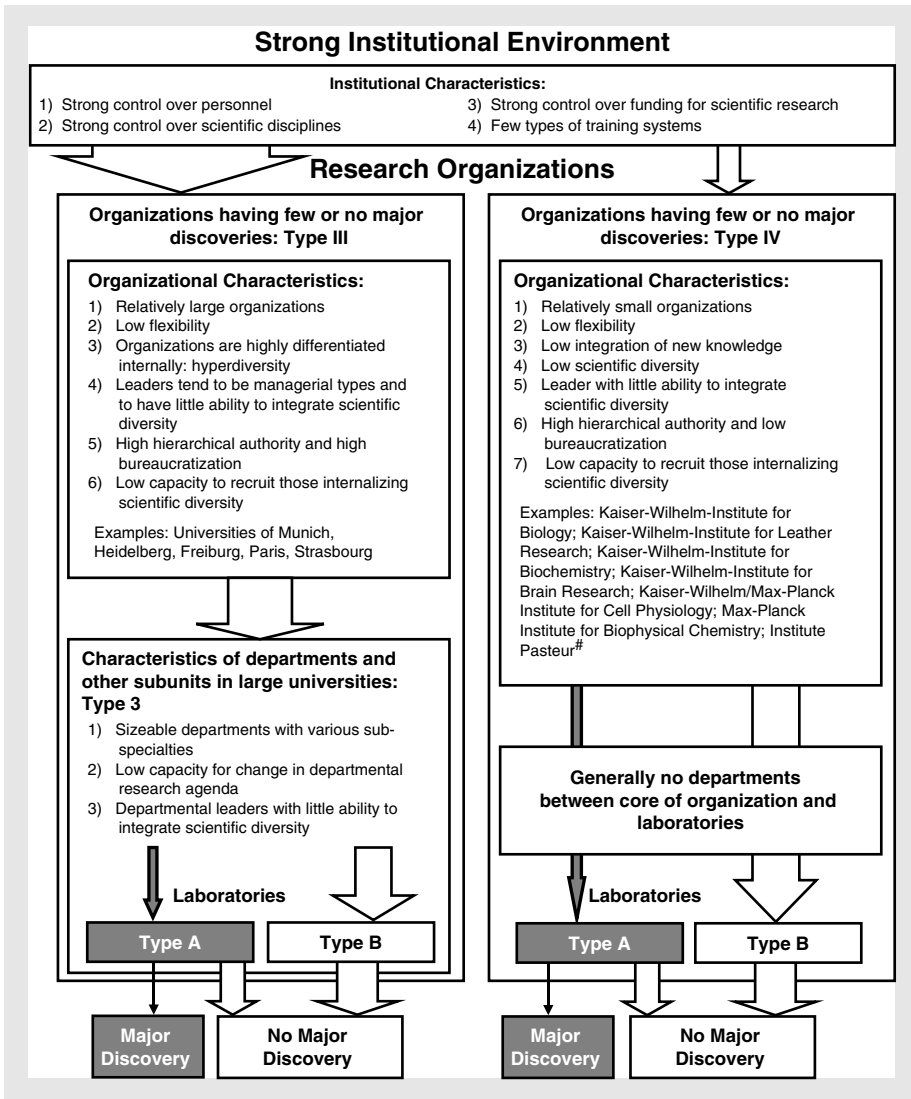 Strong Institutional Environment
Institutional Characteristics:
1) Strong control over personnel
2) Strong control over scientific disciplines
3) Strong control over funding for scientific research
4) Few types of training systems
Research Organizations
Organizations having few or no major
discoveries: Type III
Organizational Characteristics:
1) Relatively large organizations
2) Low flexibility
3) Organizations are highly differentiated
internally: hyperdiversity
4) Leaders tend to be managerial types and
to have little ability to integrate scientific
diversity
5) High hierarchical authority and high
bureaucratization
6) Low capacity to recruit those internalizing
scientific diversity
Examples: Universities of Munich,
Heidelberg, Freiburg, Paris, Strasbourg
Characteristics of departments and
other subunits in large universities:
Type 3
1) Sizeable departments with various sub-
specialties
2) Low capacity for change in departmental
research agenda
3) Departmental leaders with little ability to
integrate scientific diversity
Laboratories
Type A
Type B
Major
Discovery
No Major
Discovery
Organizations having few or no major
discoveries: Type IV
Organizational Characteristics:
1) Relatively small organizations
2) Low flexibility
3) Low integration of new knowledge
4) Low scientific diversity
5) Leader with little ability to integrate
scientific diversity
6) High hierarchical authority and low
bureaucratization
7) Low capacity to recruit those internalizing
scientific diversity
Examples: Kaiser-Wilhelm-Institute for
Biology; Kaiser-Wilhelm-Institute for Leather
Research; Kaiser-Wilhelm-Institute for
Biochemistry; Kaiser-Wilhelm-Institute for
Brain Research; Kaiser-Wilhelm/Max-Planck
Institute for Cell Physiology; Max-Planck
Institute for Biophysical Chemistry; Institute
Pasteur#
Generally no departments
between core of organization and
laboratories
Laboratories
Type A
Type B
Major
Discovery
No Major
Discovery